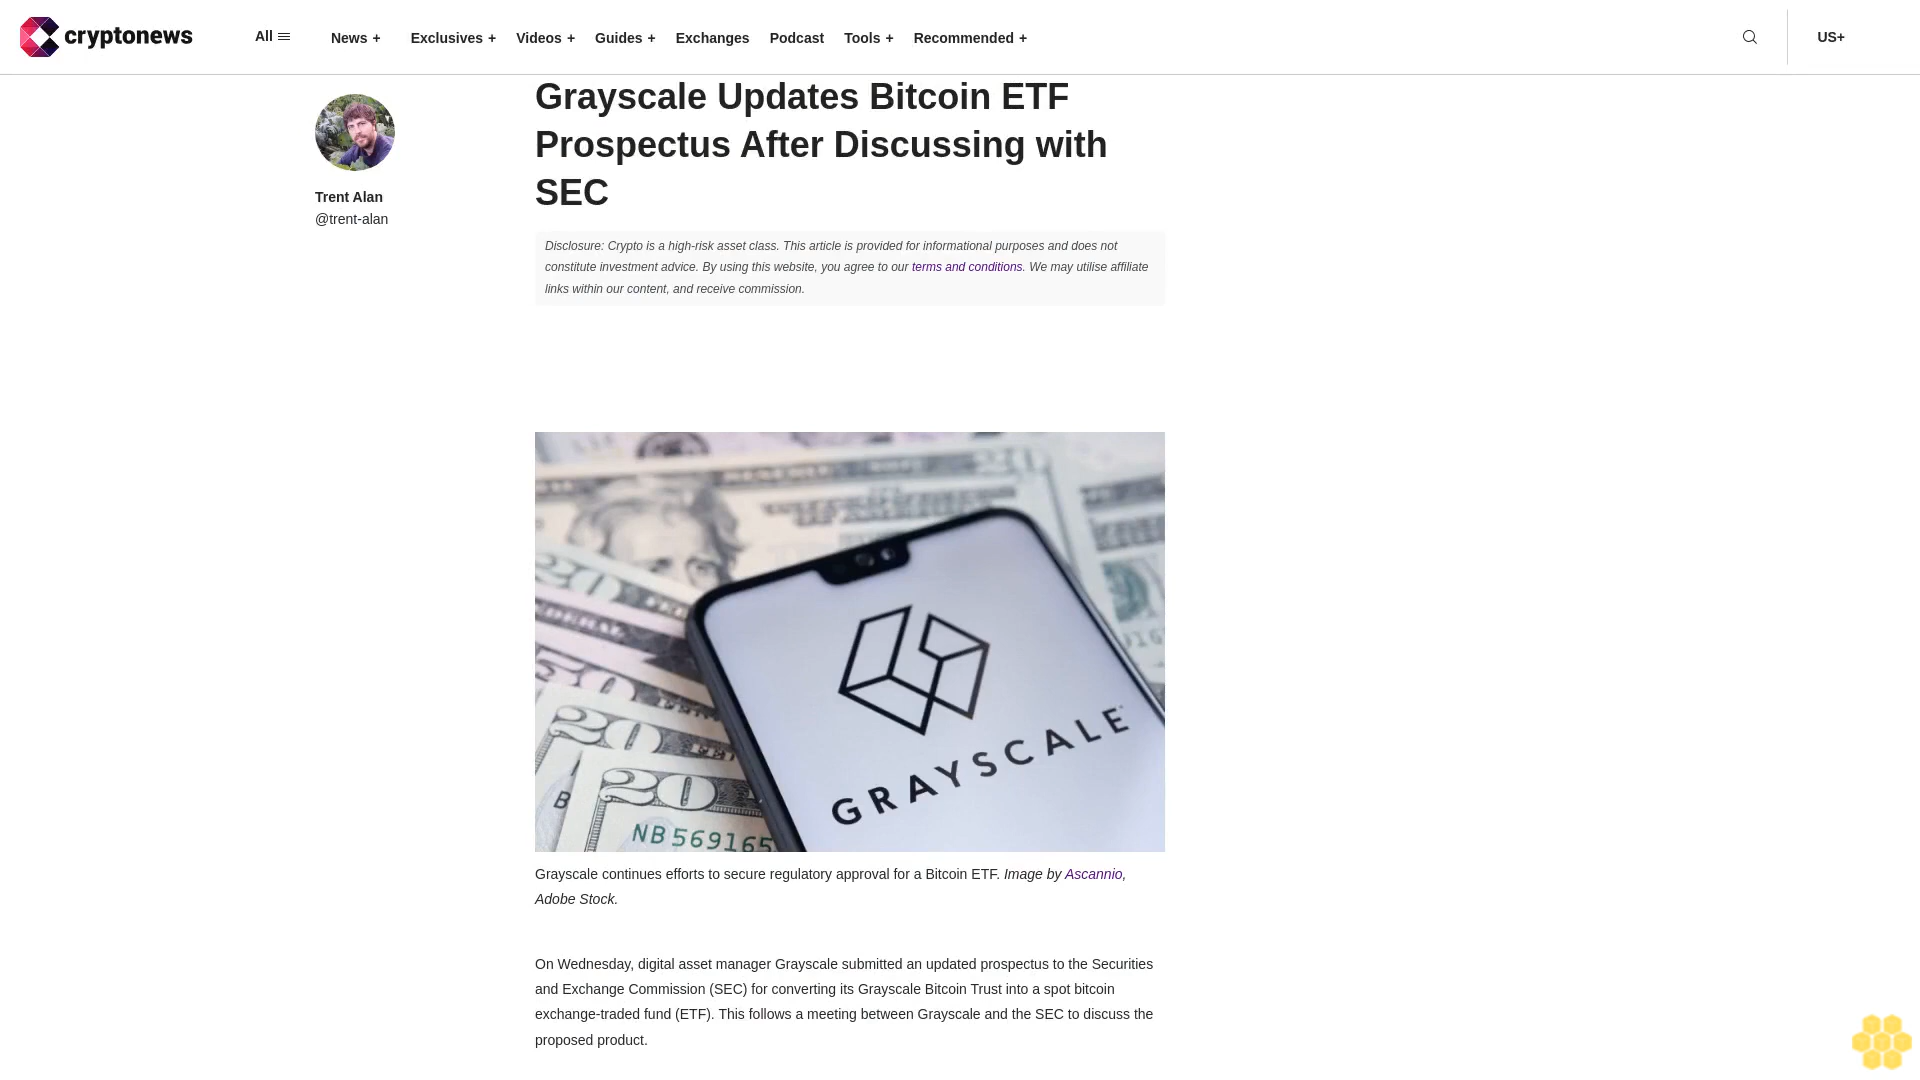 cryptonews
All
News +
Exclusives +
Videos +
Guides +
Exchanges
Podcast
Tools +
Recommended +
US+
Trent Alan
@trent-alan
Grayscale Updates Bitcoin ETF
Prospectus After Discussing with
SEC
Disclosure: Crypto is a high-risk asset class. This article is provided for informational purposes and does not
constitute investment advice. By using this website, you agree to our terms and conditions. We may utilise affiliate
links within our content, and receive commission.
20
50
20
20
B
NB569165
GRAYSCALE
Grayscale continues efforts to secure regulatory approval for a Bitcoin ETF. Image by Ascannio,
Adobe Stock.
On Wednesday, digital asset manager Grayscale submitted an updated prospectus to the Securities
and Exchange Commission (SEC) for converting its Grayscale Bitcoin Trust into a spot bitcoin
exchange-traded fund (ETF). This follows a meeting between Grayscale and the SEC to discuss the
proposed product.